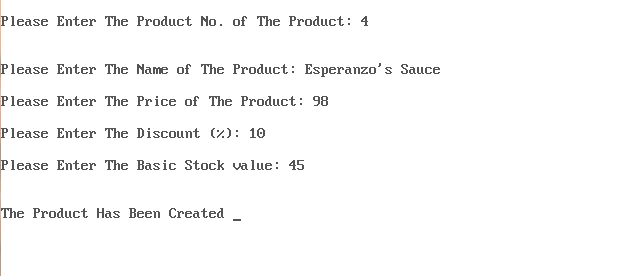 Please Enter The Product No. of The Product: 4
Please Enter The Name of The Product: Esperanzo's Sauce
Please Enter The Price of The Product: 98
Please Enter The Discount (%): 10
Please Enter The Basic Stock value: 45
The Product Has Been Created _